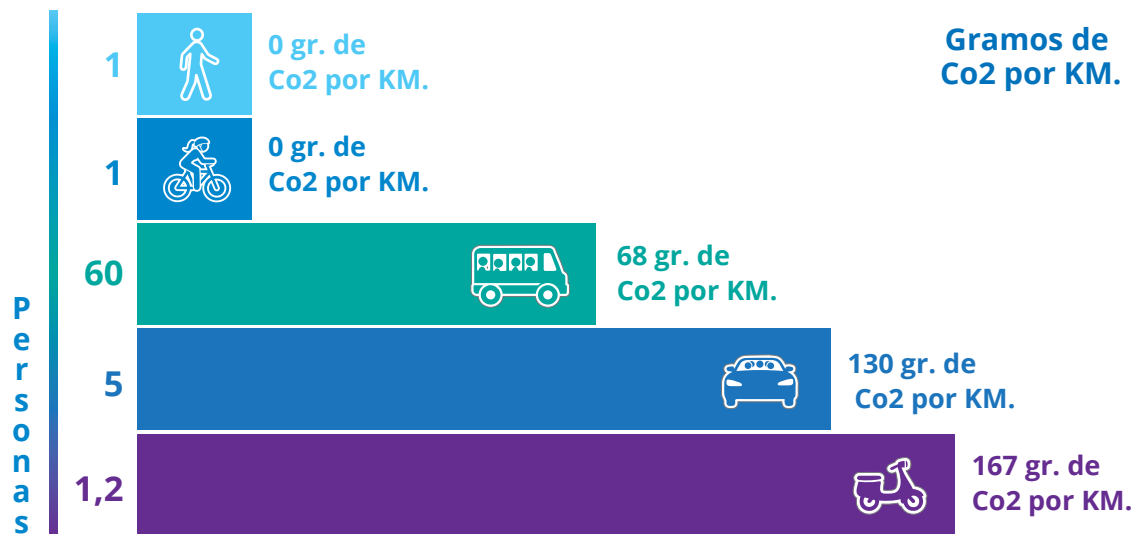 Gramos de
Co2 por KM.
1
0 gr. de
Co2 por KM.
1
0 gr. de
Co2 por KM.
60
68 gr. de
Co2 por KM.
5
130 gr. de
Co2 por KM.
1,2
167 gr. de
Co2 por KM.
Personas